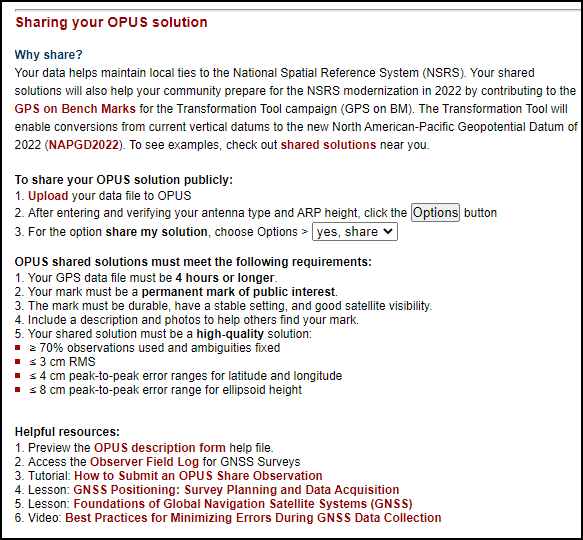 Sharing your OPUS solution
Why share?
Your data helps maintain local ties to the National Spatial Reference System (NSRS). Your shared
solutions will also help your community prepare for the NSRS modernization in 2022 by contributing to the
GPS on Bench Marks for the Transformation Tool campaign (GPS on BM). The Transformation Tool will
enable conversions from current vertical datums to the new North American-Pacific Geopotential Datum of
2022 (NAPGD2022). To see examples, check out shared solutions near you.
To share your OPUS solution publicly:
1. Upload your data file to OPUS
2. After entering and verifying your antenna type and ARP height, click the Options button
3. For the option share my solution, choose Options > yes, share
OPUS shared solutions must meet the following requirements:
1. Your GPS data file must be 4 hours or longer.
2. Your mark must be a permanent mark of public interest.
3. The mark must be durable, have a stable setting, and good satellite visibility.
4. Include a description and photos to help others find your mark.
5. Your shared solution must be a high-quality solution:
≥ 70% observations used and ambiguities fixed
≤ 3 cm RMS
≤ 4 cm peak-to-peak error ranges for latitude and longitude
≤ 8 cm peak-to-peak error range for ellipsoid height
Helpful resources:
1. Preview the OPUS description form help file.
2. Access the Observer Field Log for GNSS Surveys
3. Tutorial: How to Submit an OPUS Share Observation
4. Lesson: GNSS Positioning: Survey Planning and Data Acquisition
5. Lesson: Foundations of Global Navigation Satellite Systems (GNSS)
6. Video: Best Practices for Minimizing Errors During GNSS Data Collection